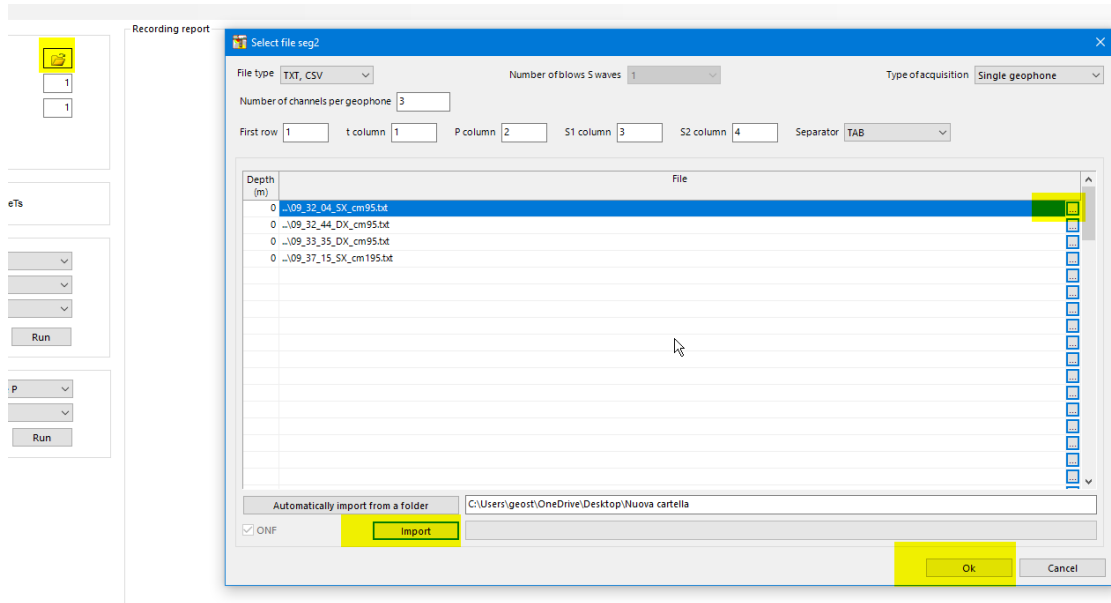 Recording report
Select file seg2
File type TXT, CSV Number of blows S waves 1 Type of acquisition Single geophone
Number of channels per geophone 3
First row 1 t column 1 P column 2 S1 column 3 S2 column 4 Separator TAB
1
1
eTs
Run
P
Run
Depth (m) File
0 ..\09_32_04_SX_cm95.txt ...
0 ..\09_32_44_DX_cm95.txt ...
0 ..\09_33_35_DX_cm95.txt ...
0 ..\09_37_15_SX_cm195.txt ...
Automatically import from a folder C:\Users\geost\OneDrive\Desktop\Nuova cartella
ONF Import
Ok Cancel